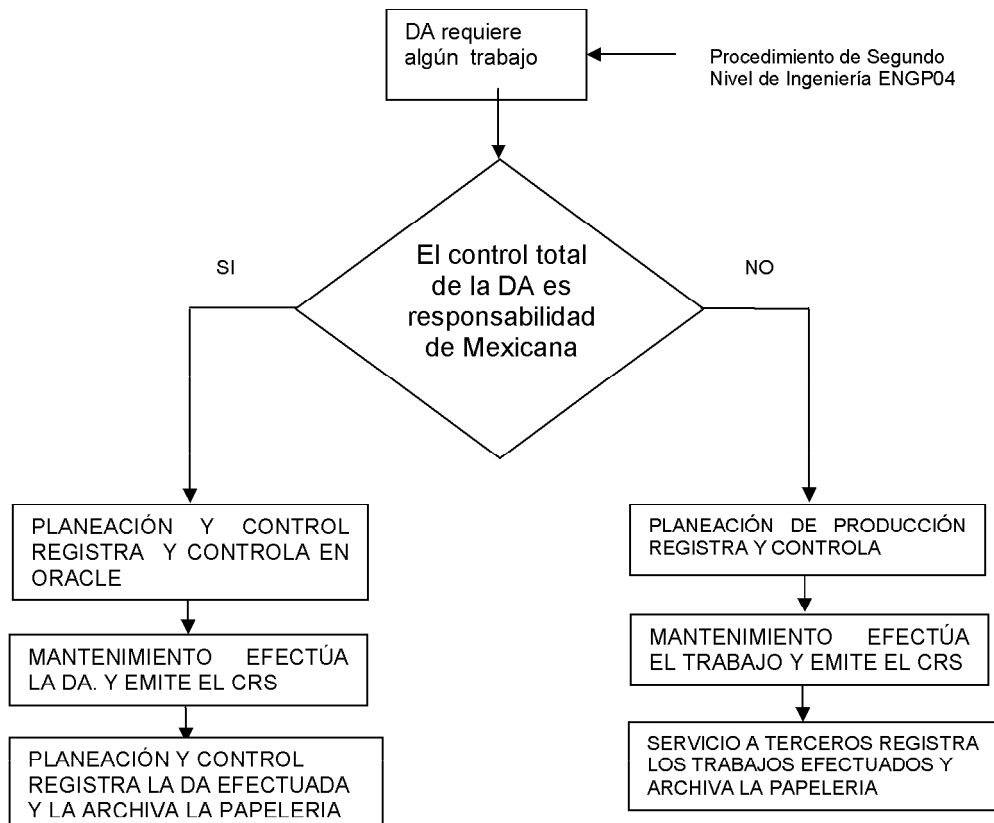 DA requiere
algún trabajo
Procedimiento de Segundo
Nivel de Ingeniería ENGP04
El control total
de la DA es
responsabilidad
de Mexicana
SI
NO
PLANEACIÓN Y CONTROL
REGISTRA Y CONTROLA EN
ORACLE
MANTENIMIENTO EFECTÚA
LA DA. Y EMITE EL CRS
PLANEACIÓN Y CONTROL
REGISTRA LA DA EFECTUADA
Y LA ARCHIVA LA PAPELERIA
PLANEACIÓN DE PRODUCCIÓN
REGISTRA Y CONTROLA
MANTENIMIENTO EFECTÚA
EL TRABAJO Y EMITE EL CRS
SERVICIO A TERCEROS REGISTRA
LOS TRABAJOS EFECTUADOS Y
ARCHIVA LA PAPELERIA